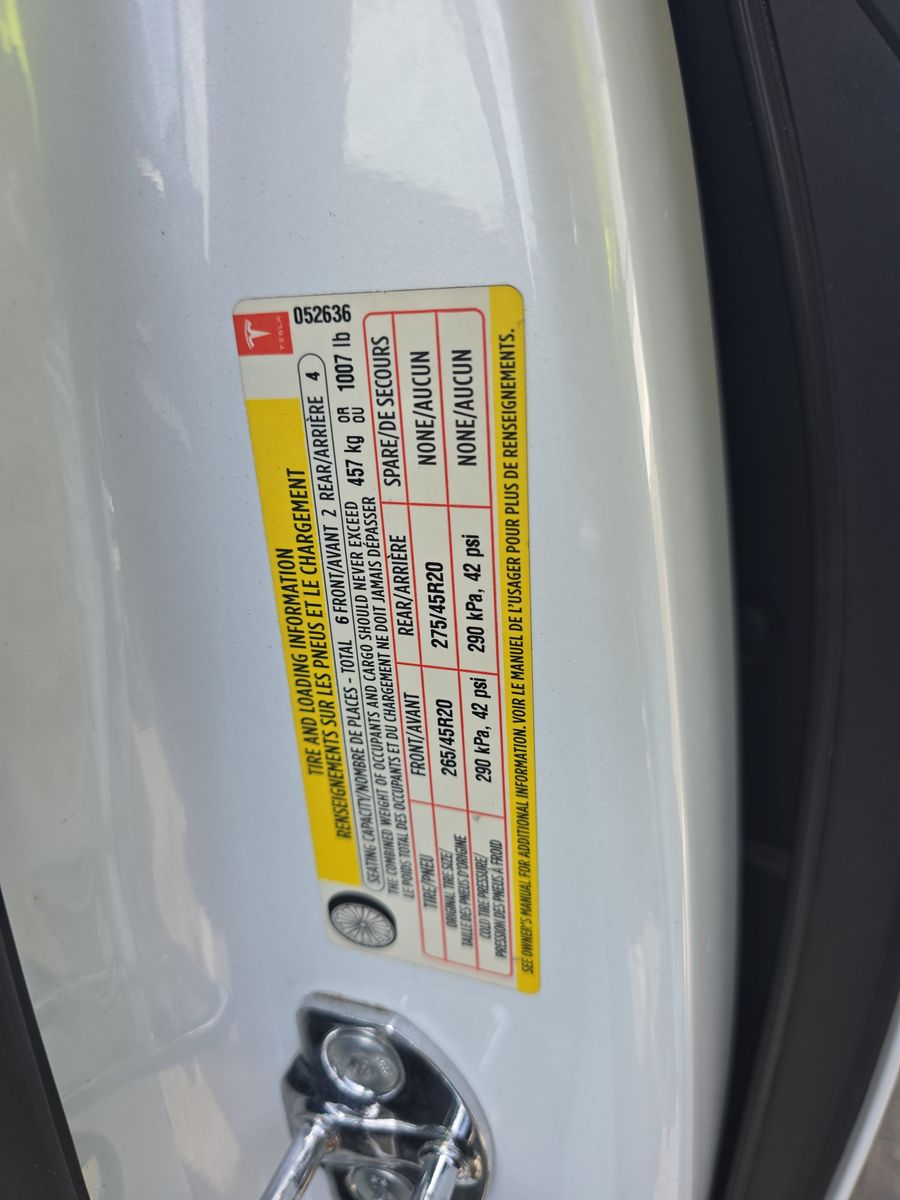 TESLA
TIRE AND LOADING INFORMATION
052636
RENSEIGNEMENTS SUR LES PNEUS ET LE CHARGEMENT
SEATING CAPACITY/NOMBRE DE PLACES - TOTAL 6 FRONT/AVANT 2 REAR/ARRIÈRE 4
THE COMBINED WEIGHT OF OCCUPANTS AND CARGO SHOULD NEVER EXCEED 457 kg OR 1007 lb
LE POIDS TOTAL DES OCCUPANTS ET DU CHARGEMENT NE DOIT JAMAIS DÉPASSER OU
TIRE/PNEU FRONT/AVANT REAR/ARRIÈRE SPARE/DE SECOURS
ORIGINAL TIRE SIZE/
TAILLE DES PNEUS D'ORIGINE 265/45R20 275/45R20 NONE/AUCUN
COLD TIRE PRESSURE/
PRESSION DES PNEUS À FROID 290 kPa, 42 psi 290 kPa, 42 psi NONE/AUCUN
SEE OWNER'S MANUAL FOR ADDITIONAL INFORMATION. VOIR LE MANUEL DE L'USAGER POUR PLUS DE RENSEIGNEMENTS.